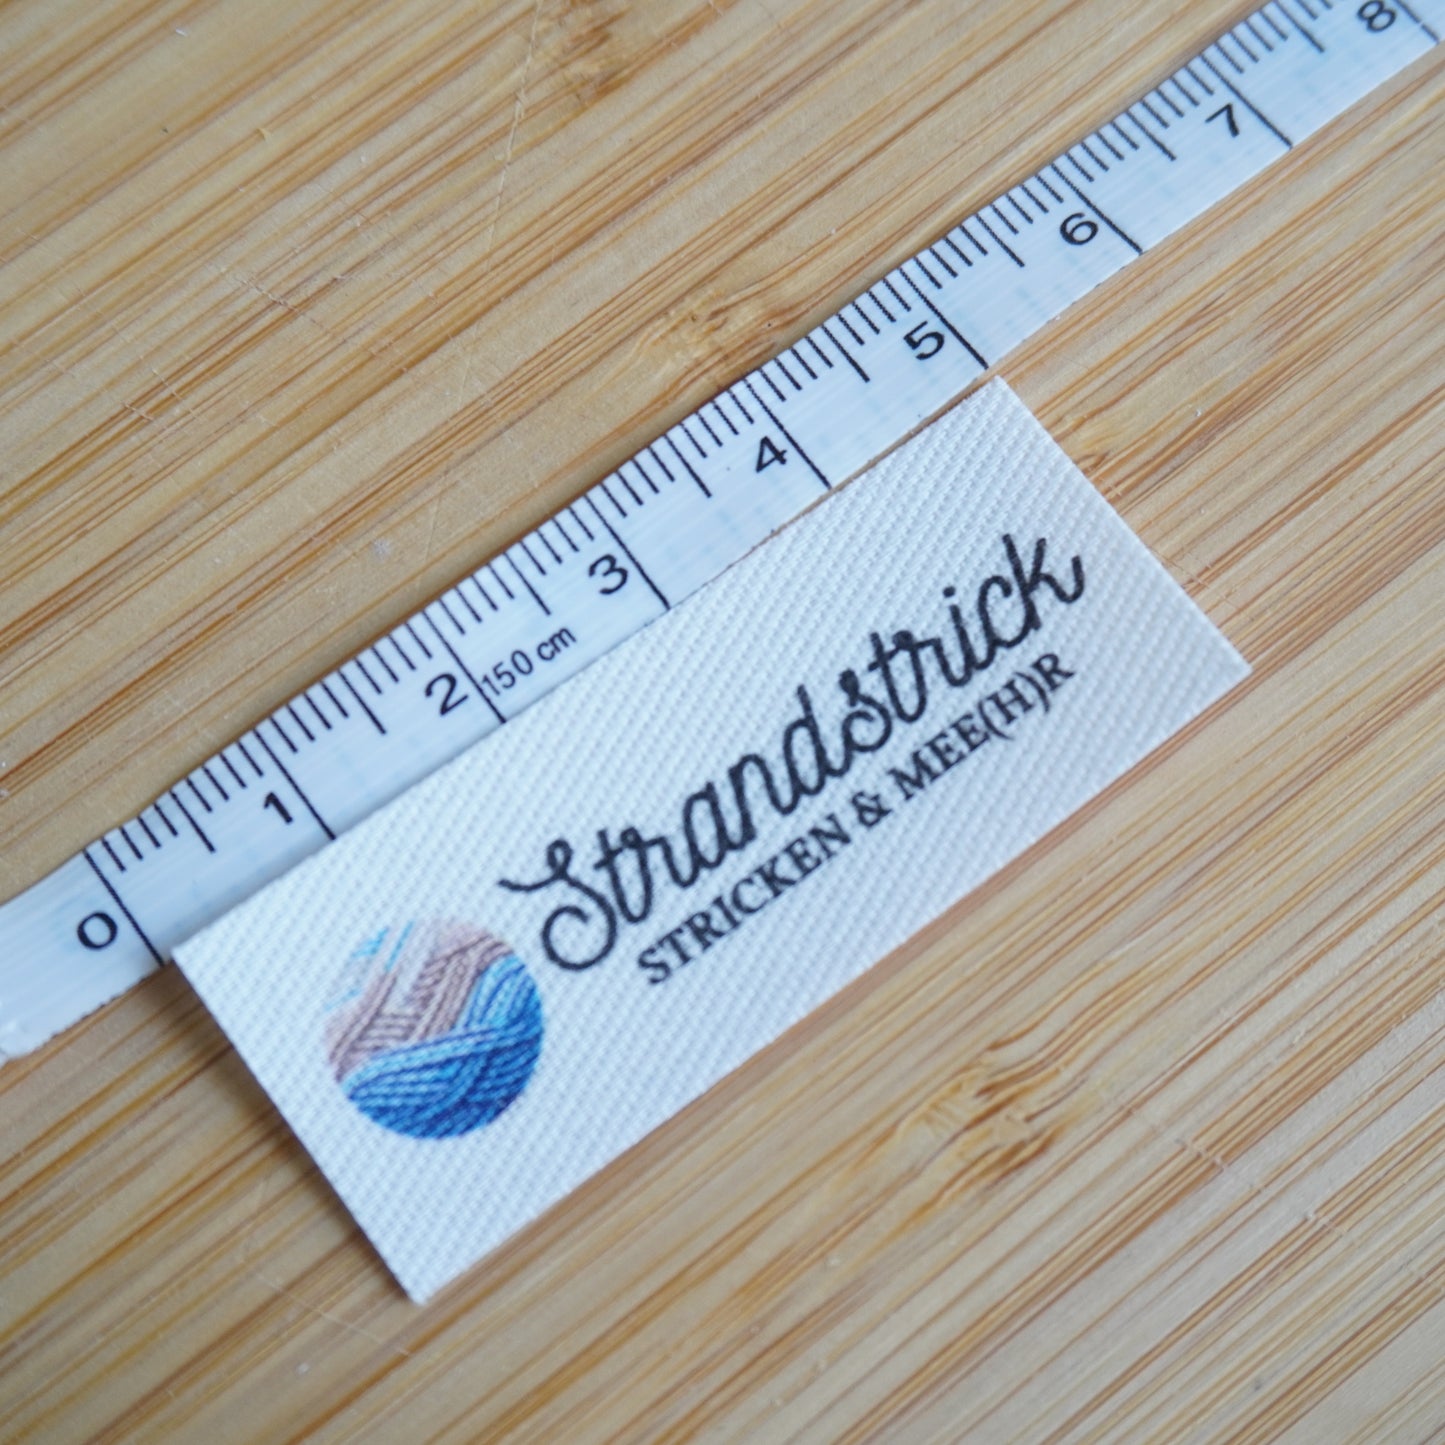 0 1 2 3 4 5 6 7 8
150 cm
Strandstrick
STRICKEN & MEE(H)R